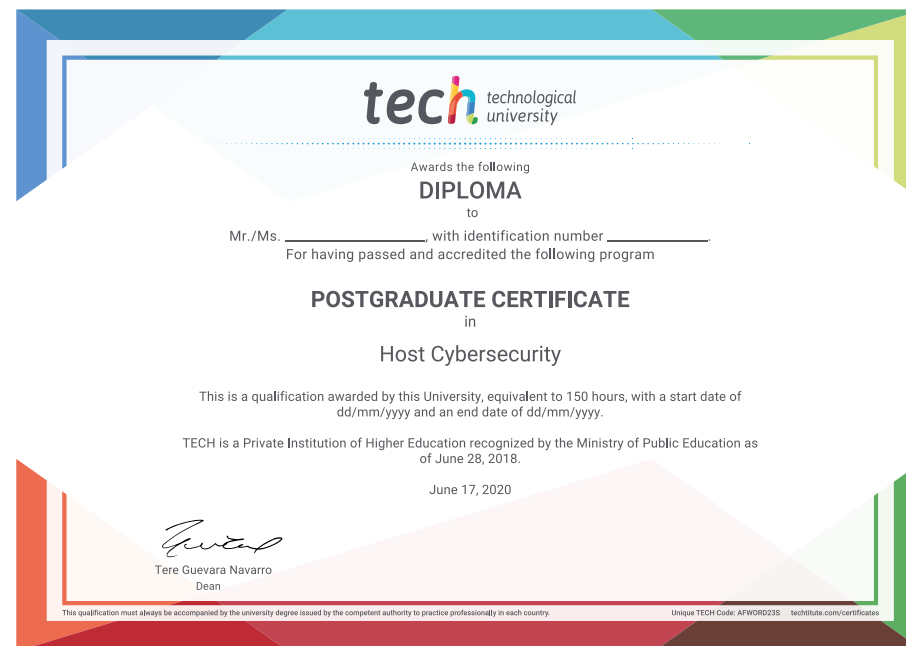 tech technological
university
Awards the following
DIPLOMA
to
Mr./Ms. ____________________, with identification number ______________.
For having passed and accredited the following program
POSTGRADUATE CERTIFICATE
in
Host Cybersecurity
This is a qualification awarded by this University, equivalent to 150 hours, with a start date of
dd/mm/yyyy and an end date of dd/mm/yyyy.
TECH is a Private Institution of Higher Education recognized by the Ministry of Public Education as
of June 28, 2018.
June 17, 2020
Tere Guevara Navarro
Dean
This qualification must always be accompanied by the university degree issued by the competent authority to practice professionally in each country. Unique TECH Code: AFWORD23S techtitute.com/certificates